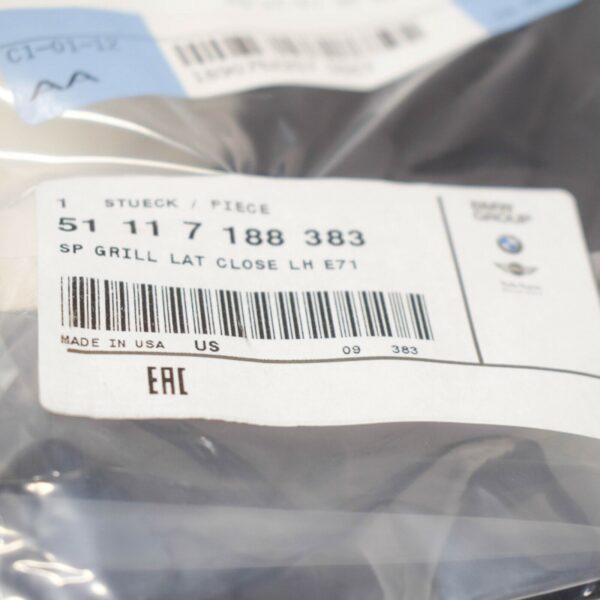 C1-01-12
AA
1 STUECK / PIECE
51 11 7 188 383
SP GRILL LAT CLOSE LH E71
MADE IN USA US 09 383
EAC
BMW
GROUP